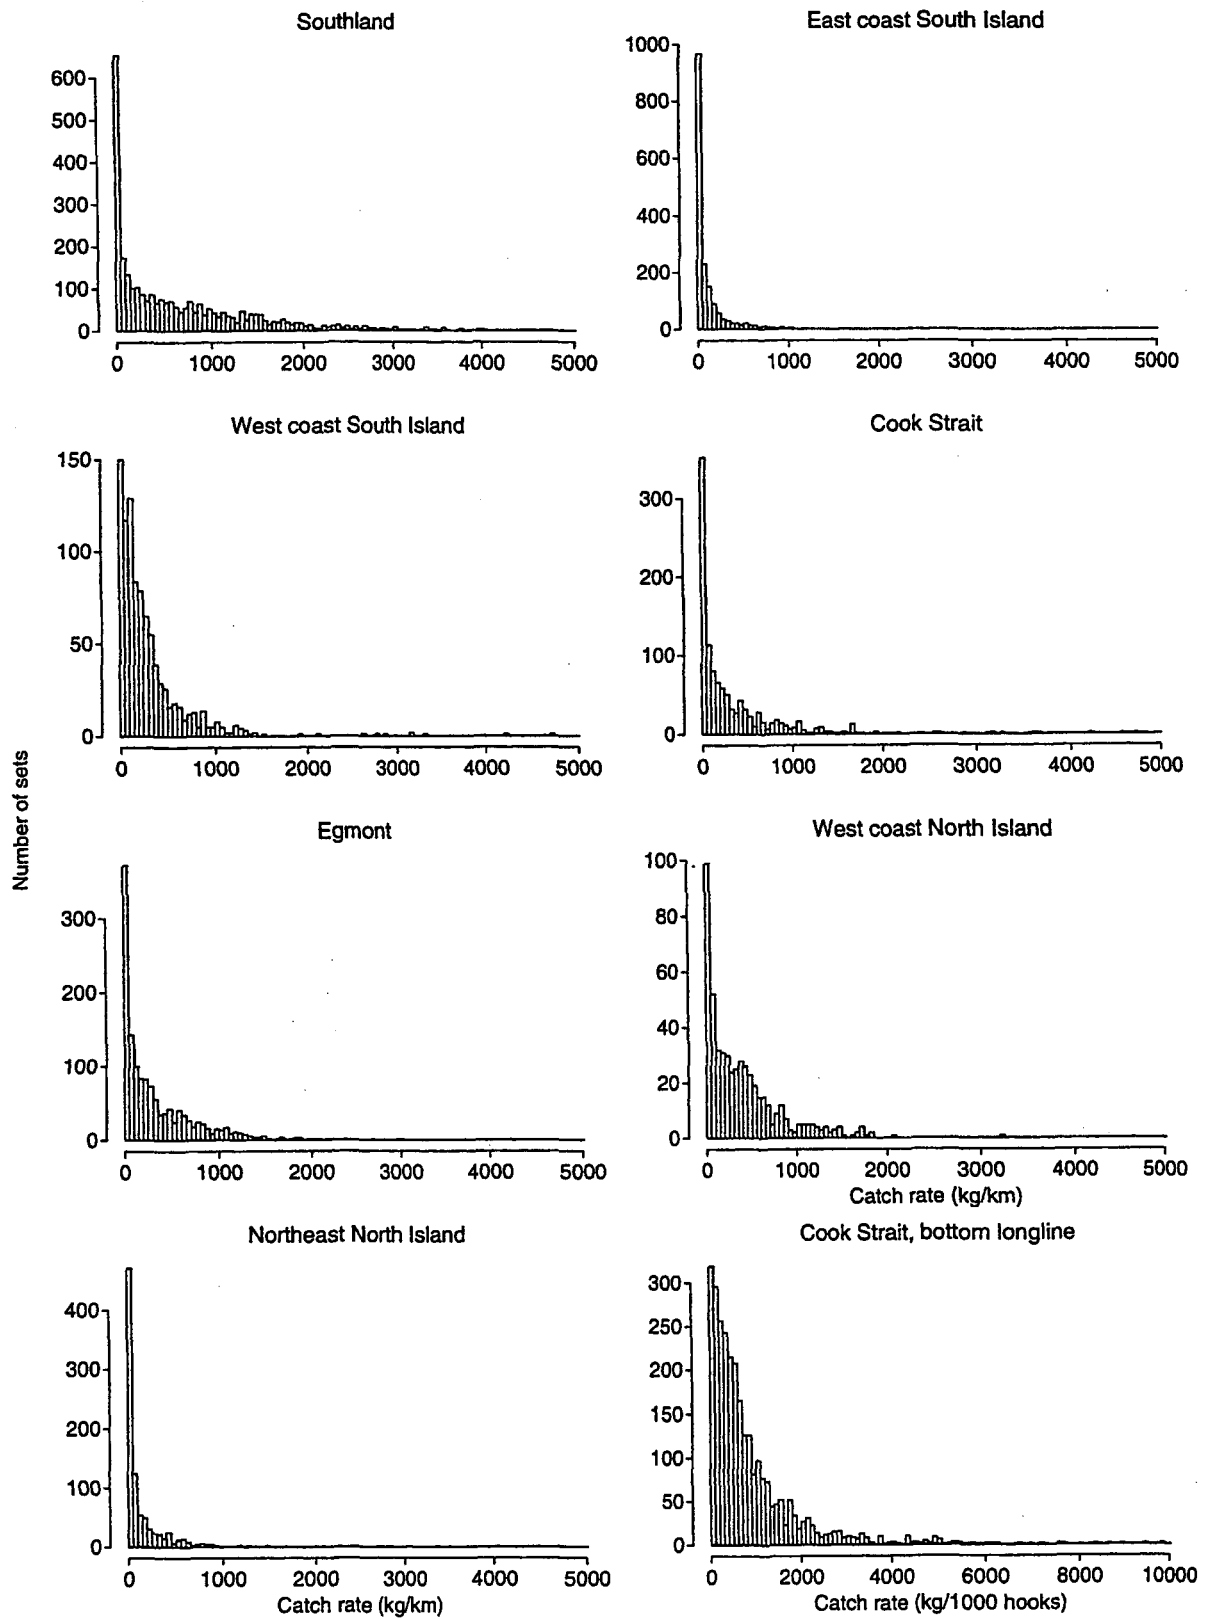 Southland
600
500
400
300
200
100
0
0 1000 2000 3000 4000 5000
East coast South Island
1000
800
600
400
200
0
0 1000 2000 3000 4000 5000
West coast South Island
150
100
50
0
0 1000 2000 3000 4000 5000
Cook Strait
300
200
100
0
0 1000 2000 3000 4000 5000
Number of sets
Egmont
300
200
100
0
0 1000 2000 3000 4000 5000
West coast North Island
100
80
60
40
20
0
0 1000 2000 3000 4000 5000
Catch rate (kg/km)
Northeast North Island
400
300
200
100
0
0 1000 2000 3000 4000 5000
Catch rate (kg/km)
Cook Strait, bottom longline
300
250
200
150
100
50
0
0 2000 4000 6000 8000 10000
Catch rate (kg/1000 hooks)